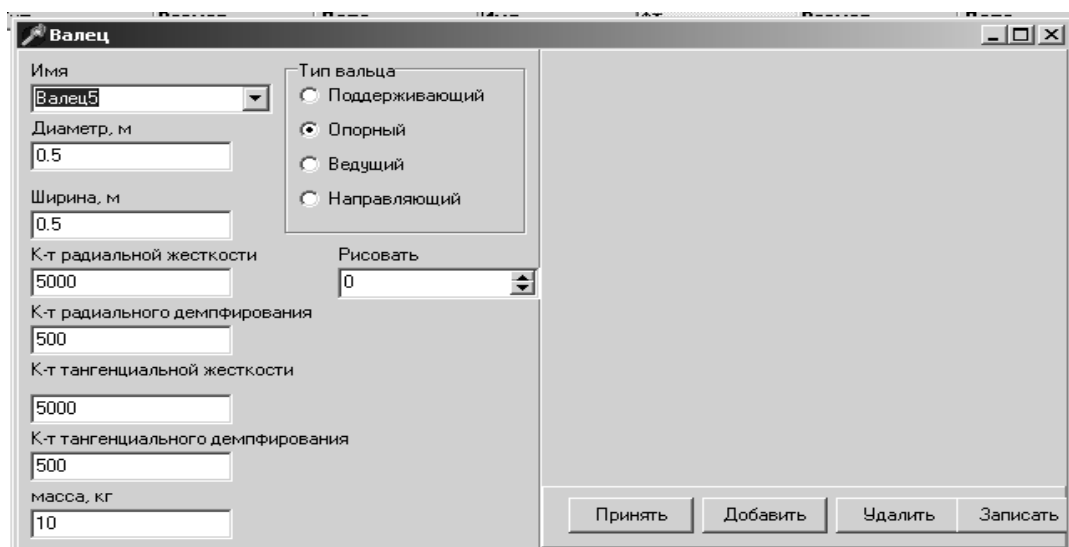 Валец
Имя
Валец5
Диаметр, м
0.5
Ширина, м
0.5
К-т радиальной жесткости
5000
К-т радиального демпфирования
500
К-т тангенциальной жесткости
5000
К-т тангенциального демпфирования
500
масса, кг
10
Тип вальца
Поддерживающий
Опорный
Ведущий
Направляющий
Рисовать
0
Принять Добавить Удалить Записать